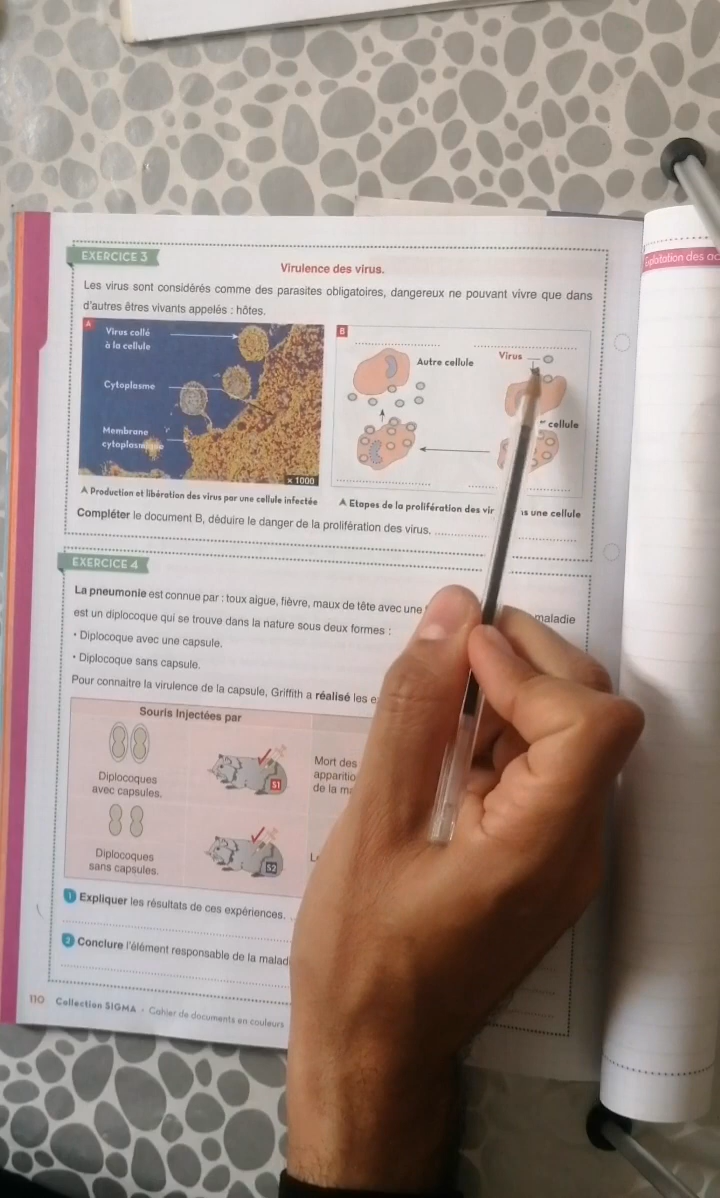 EXERCICE 3
Virulence des virus.
Les virus sont considérés comme des parasites obligatoires, dangereux ne pouvant vivre que dans
d'autres êtres vivants appelés : hôtes.
A
Virus collé
à la cellule
Cytoplasme
Membrane
cytoplasmique
x 1000
B
Autre cellule
Virus
cellule
A Production et libération des virus par une cellule infectée
A Etapes de la prolifération des vir
s une cellule
Compléter le document B, déduire le danger de la prolifération des virus.
EXERCICE 4
La pneumonie est connue par : toux aigue, fièvre, maux de tête avec une
maladie
est un diplocoque qui se trouve dans la nature sous deux formes :
• Diplocoque avec une capsule.
• Diplocoque sans capsule.
Pour connaitre la virulence de la capsule, Griffith a réalisé les e
Souris Injectées par
Diplocoques
avec capsules.
S1
Mort des
apparitio
de la m
Diplocoques
sans capsules.
S2
1 Expliquer les résultats de ces expériences.
2 Conclure l'élément responsable de la maladi
110 Collection SIGMA • Cahier de documents en couleurs
Exploitation des